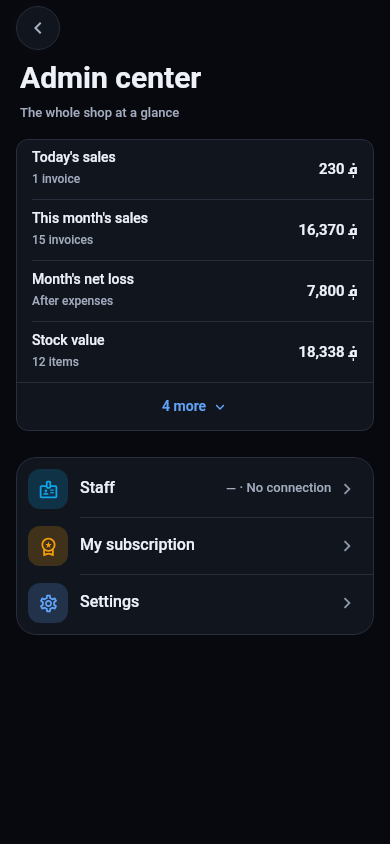 Admin center
The whole shop at a glance
Today's sales
1 invoice
230
This month's sales
15 invoices
16,370
Month's net loss
After expenses
7,800
Stock value
12 items
18,338
4 more
Staff
— · No connection
My subscription
Settings